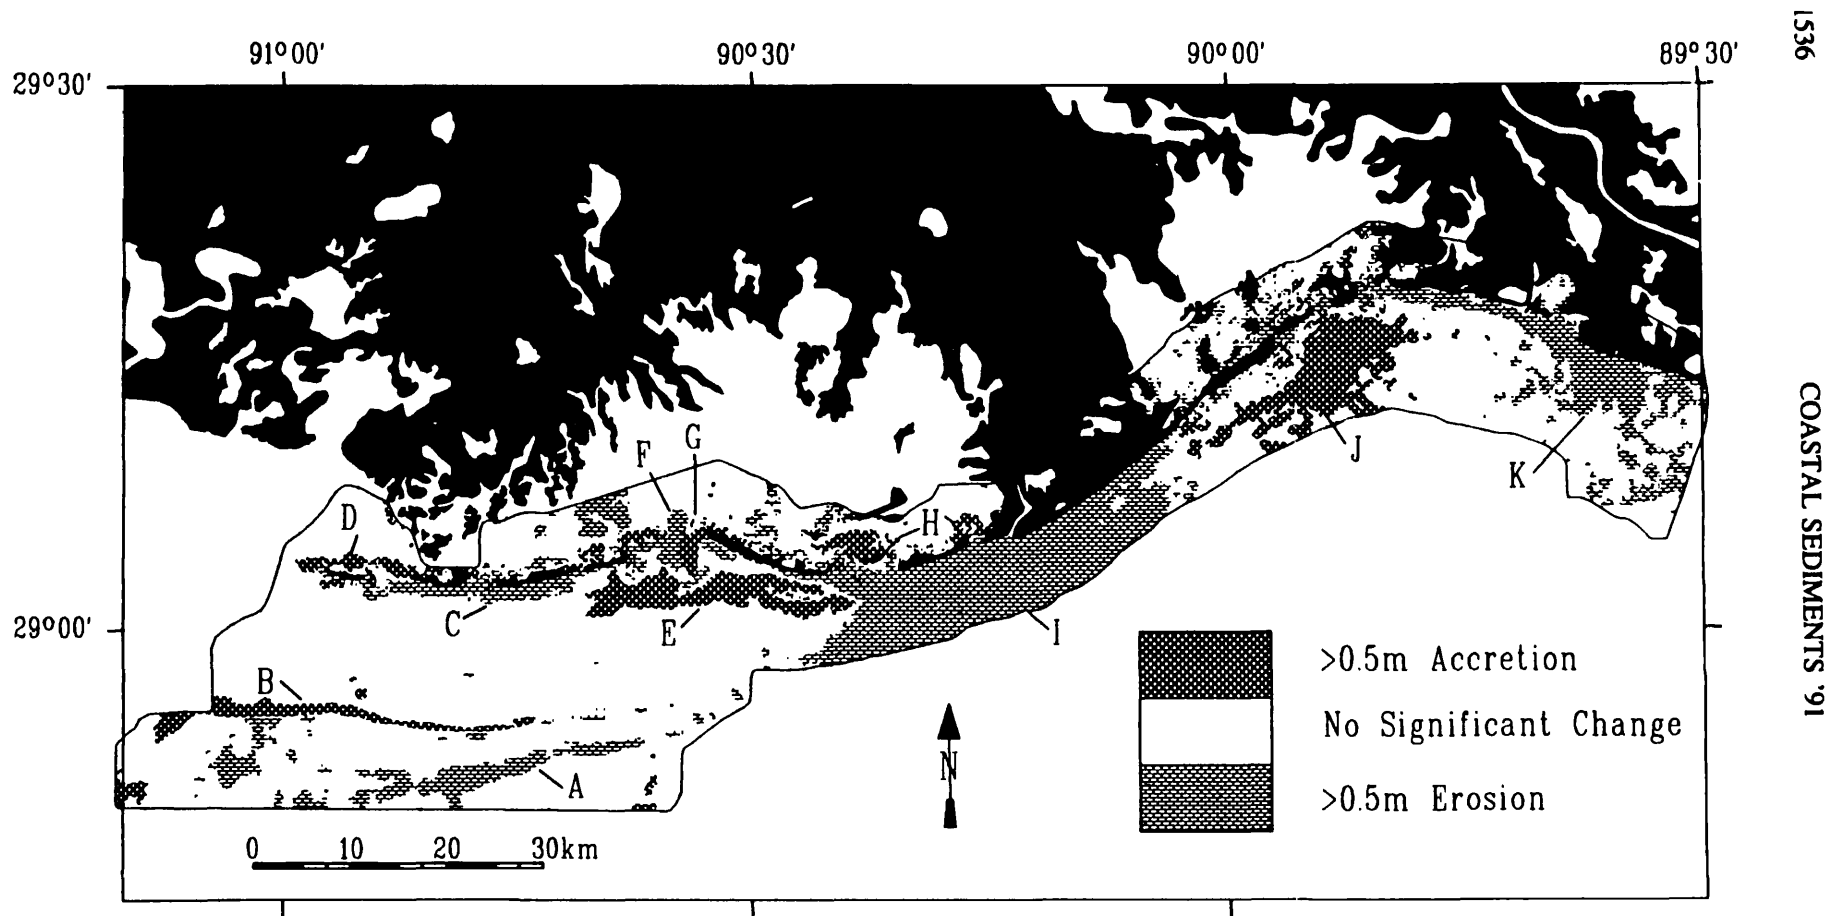 1536
COASTAL SEDIMENTS '91
91°00'
90°30'
90°00'
89°30'
29°30'
29°00'
A
B
C
D
E
F
G
H
I
J
K
N
0 10 20 30km
>0.5m Accretion
No Significant Change
>0.5m Erosion